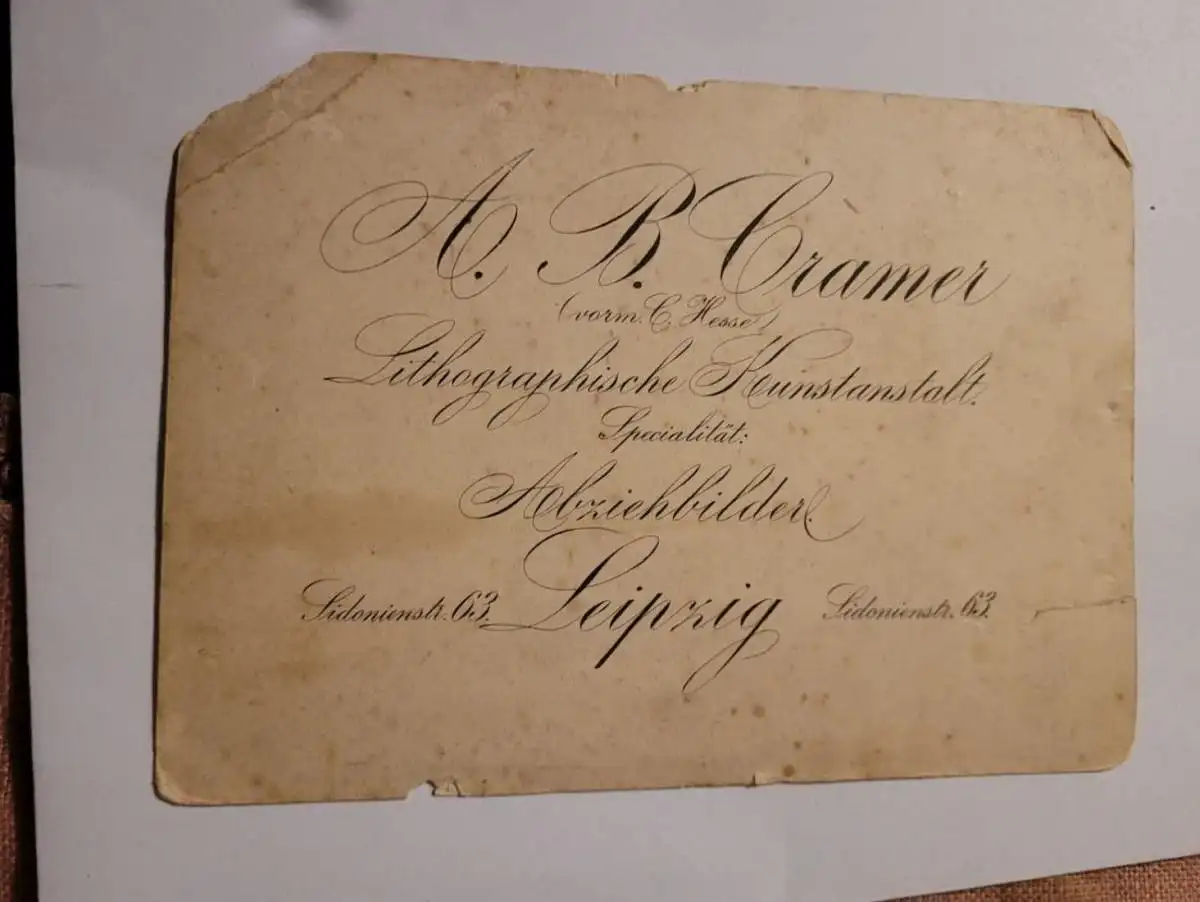 A. B. Cramer
(vorm. C. Hesse)
Lithographische Kunstanstalt.
Specialität:
Abziehbilder.
Sidonienstr. 63. Leipzig Sidonienstr. 63.